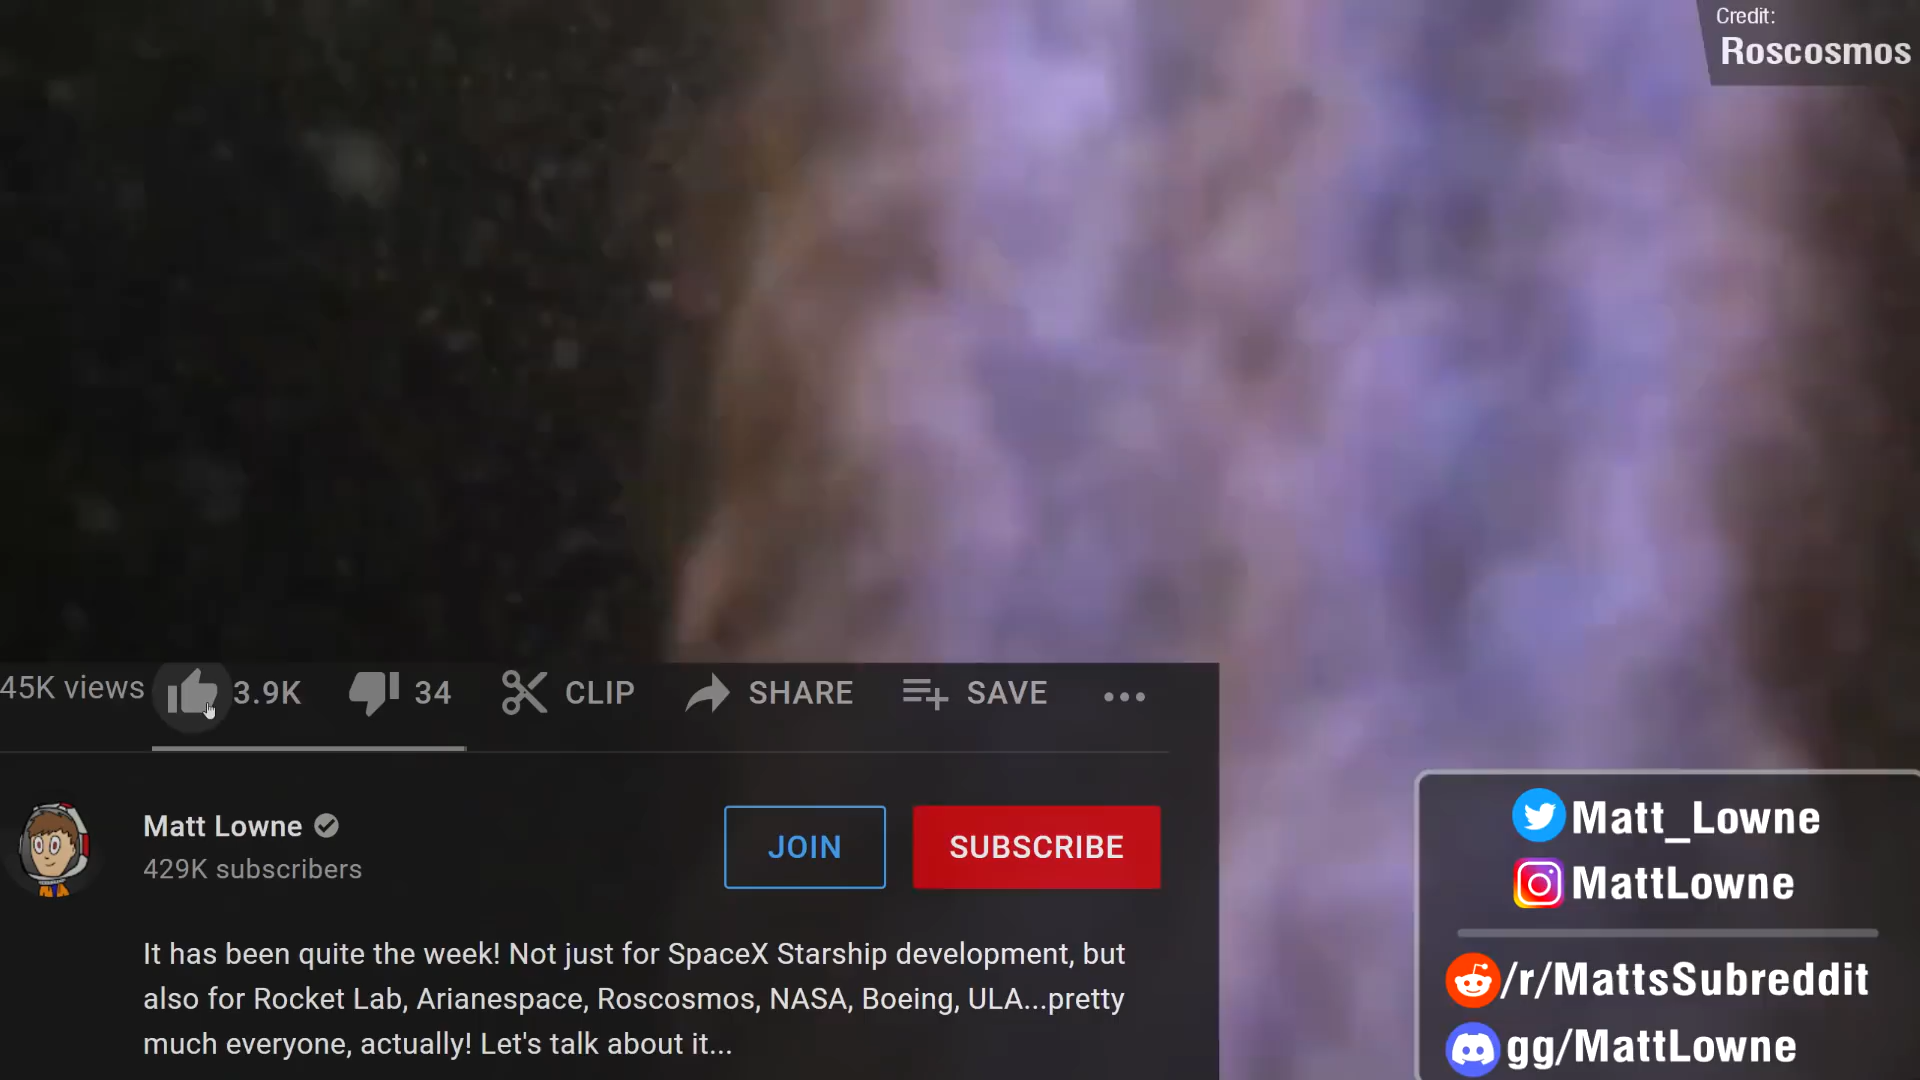 Credit:
Roscosmos
45K views 3.9K 34 CLIP SHARE SAVE
Matt Lowne
429K subscribers
JOIN
SUBSCRIBE
It has been quite the week! Not just for SpaceX Starship development, but
also for Rocket Lab, Arianespace, Roscosmos, NASA, Boeing, ULA...pretty
much everyone, actually! Let's talk about it...
Matt_Lowne
MattLowne
/r/MattsSubreddit
gg/MattLowne